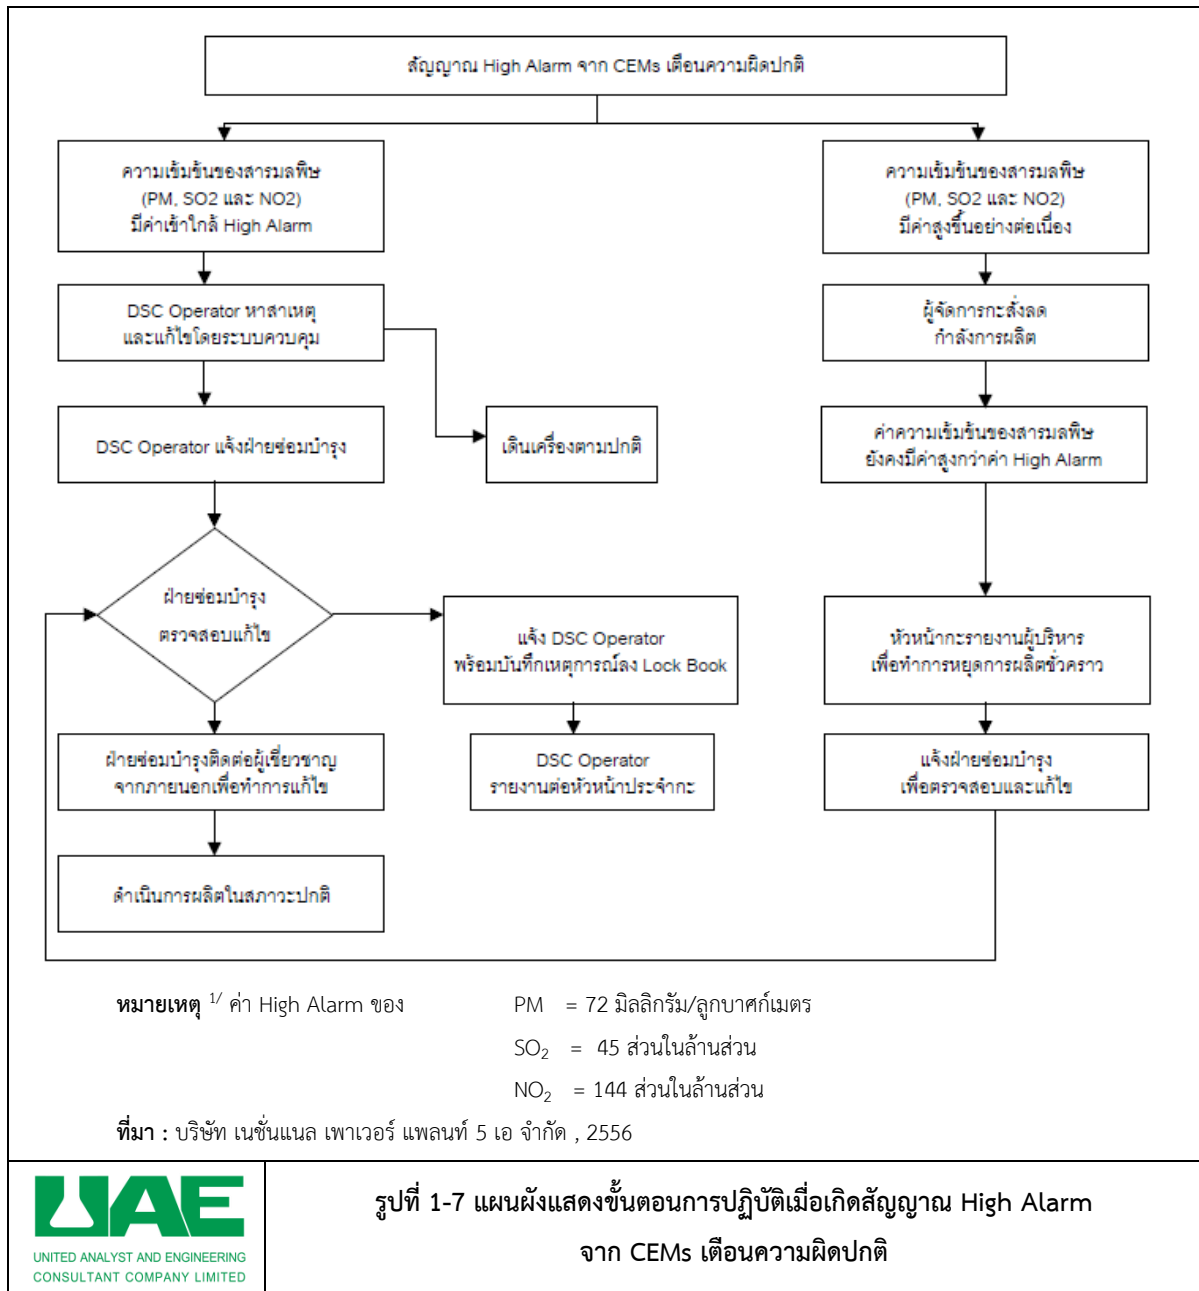 สัญญาณ High Alarm จาก CEMs เตือนความผิดปกติ
ความเข้มข้นของสารมลพิษ
(PM, SO2 และ NO2)
มีค่าเข้าใกล้ High Alarm
ความเข้มข้นของสารมลพิษ
(PM, SO2 และ NO2)
มีค่าสูงขึ้นอย่างต่อเนื่อง
DSC Operator หาสาเหตุ
และแก้ไขโดยระบบควบคุม
ผู้จัดการกะสั่งลด
กำลังการผลิต
DSC Operator แจ้งฝ่ายซ่อมบำรุง
เดินเครื่องตามปกติ
ค่าความเข้มข้นของสารมลพิษ
ยังคงมีค่าสูงกว่าค่า High Alarm
ฝ่ายซ่อมบำรุง
ตรวจสอบแก้ไข
แจ้ง DSC Operator
พร้อมบันทึกเหตุการณ์ลง Lock Book
หัวหน้ากะรายงานผู้บริหาร
เพื่อทำการหยุดการผลิตชั่วคราว
ฝ่ายซ่อมบำรุงติดต่อผู้เชี่ยวชาญ
จากภายนอกเพื่อทำการแก้ไข
DSC Operator
รายงานต่อหัวหน้าประจำกะ
แจ้งฝ่ายซ่อมบำรุง
เพื่อตรวจสอบและแก้ไข
ดำเนินการผลิตในสภาวะปกติ
หมายเหตุ 1/ ค่า High Alarm ของ PM = 72 มิลลิกรัม/ลูกบาศก์เมตร
SO2 = 45 ส่วนในล้านส่วน
NO2 = 144 ส่วนในล้านส่วน
ที่มา : บริษัท เนชั่นแนล เพาเวอร์ แพลนท์ 5 เอ จำกัด , 2556
UAE
UNITED ANALYST AND ENGINEERING
CONSULTANT COMPANY LIMITED
รูปที่ 1-7 แผนผังแสดงขั้นตอนการปฏิบัติเมื่อเกิดสัญญาณ High Alarm
จาก CEMs เตือนความผิดปกติ